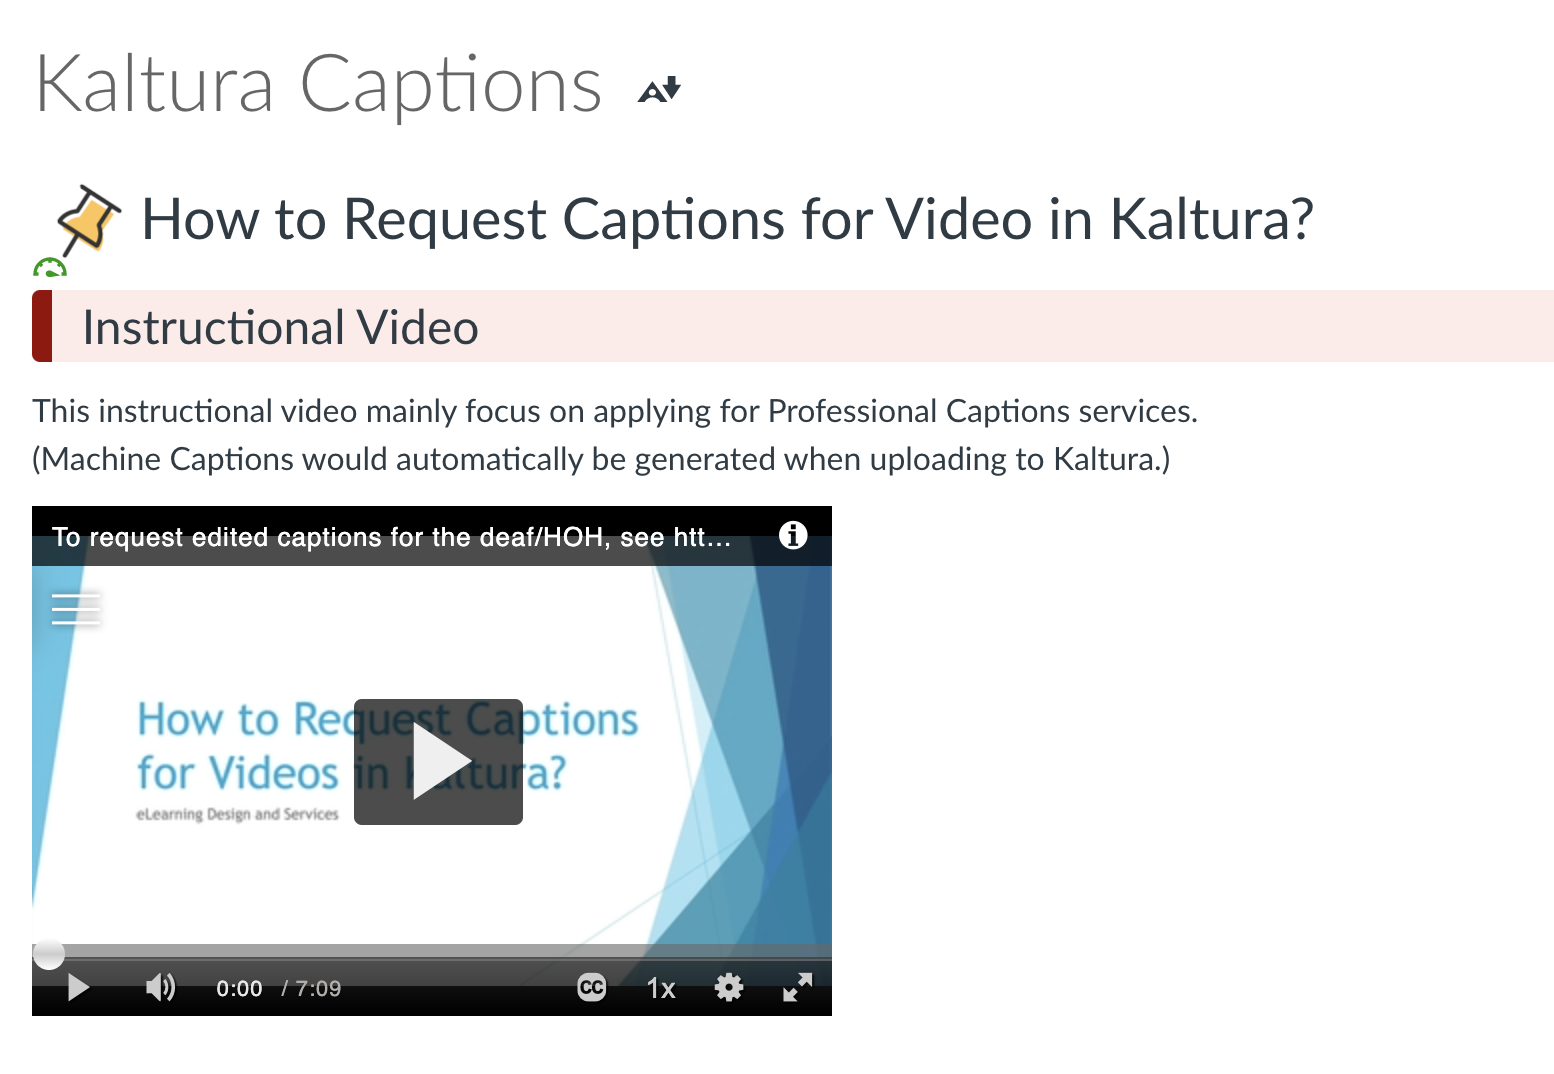 Kaltura Captions
How to Request Captions for Video in Kaltura?
Instructional Video
This instructional video mainly focus on applying for Professional Captions services.
(Machine Captions would automatically be generated when uploading to Kaltura.)
To request edited captions for the deaf/HOH, see htt...
How to Request Captions
for Videos in Kaltura?
eLearning Design and Services
0:00 / 7:09 CC 1x